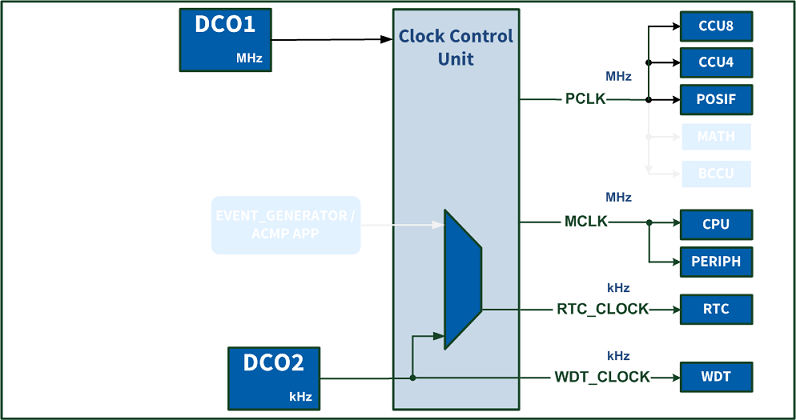 DCO1
MHz
Clock Control
Unit
CCU8
MHz
CCU4
PCLK
POSIF
MATH
BCCU
MHz
EVENT_GENERATOR /
ACMP APP
MCLK
CPU
PERIPH
kHz
RTC_CLOCK
RTC
kHz
DCO2
kHz
WDT_CLOCK
WDT